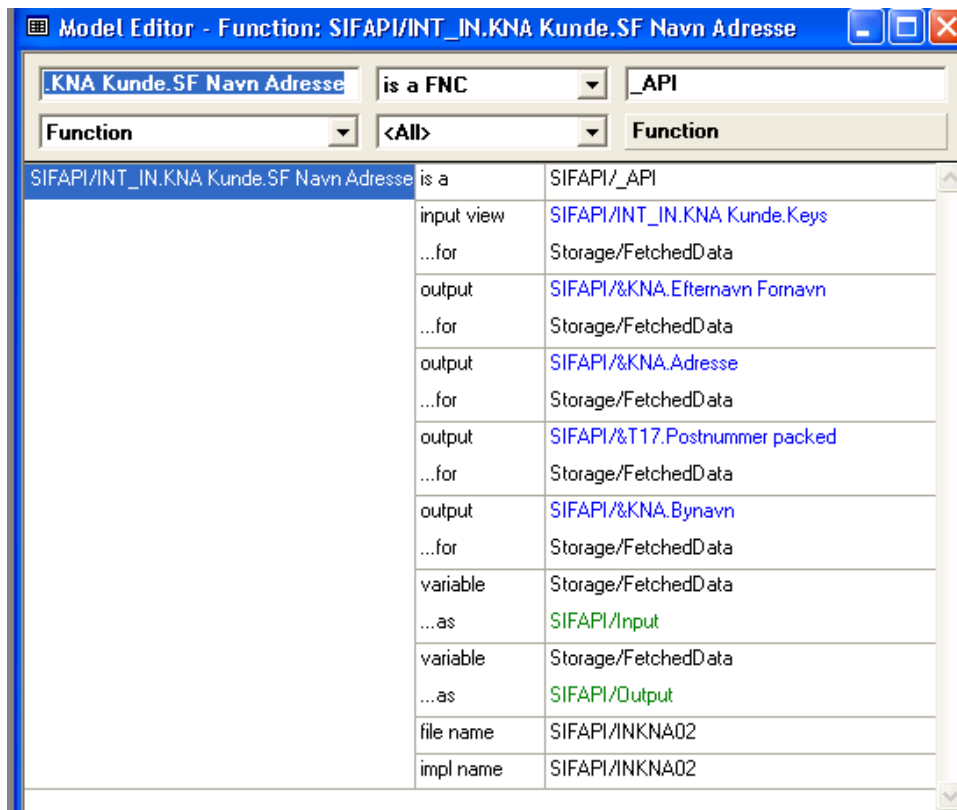 Model Editor - Function: SIFAPI/INT_IN.KNA Kunde.SF Navn Adresse
.KNA Kunde.SF Navn Adresse is a FNC _API
Function <All> Function
SIFAPI/INT_IN.KNA Kunde.SF Navn Adresse is a SIFAPI/_API
input view SIFAPI/INT_IN.KNA Kunde.Keys
...for Storage/FetchedData
output SIFAPI/&KNA.Efternavn Fornavn
...for Storage/FetchedData
output SIFAPI/&KNA.Adresse
...for Storage/FetchedData
output SIFAPI/&T17.Postnummer packed
...for Storage/FetchedData
output SIFAPI/&KNA.Bynavn
...for Storage/FetchedData
variable Storage/FetchedData
...as SIFAPI/Input
variable Storage/FetchedData
...as SIFAPI/Output
file name SIFAPI/INKNA02
impl name SIFAPI/INKNA02